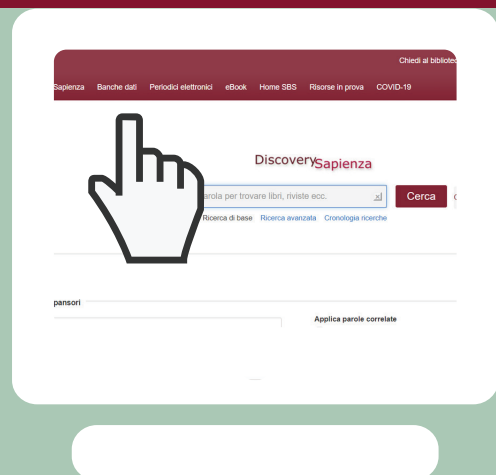 Chiedi al bibliotec
Sapienza Banche dati Periodici elettronici eBook Home SBS Risorse in prova COVID-19
DiscoverySapienza
arola per trovare libri, riviste ecc. Cerca
Ricerca di base Ricerca avanzata Cronologia ricerche
pansori
Applica parole correlate